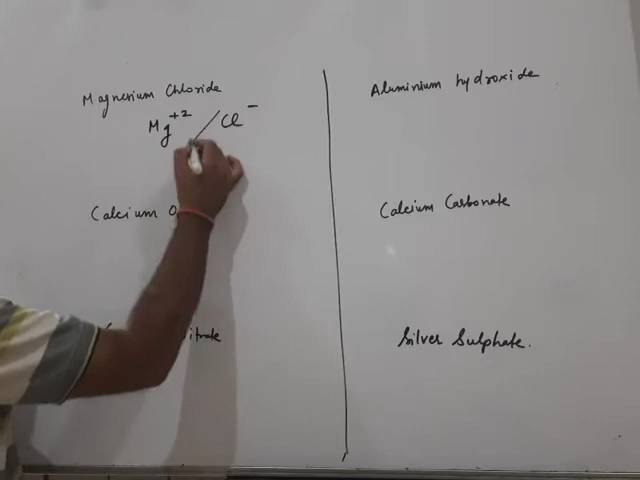 Magnesium Chloride
Mg+2 / Cl-
Calcium O
itrate
Aluminium hydroxide
Calcium Carbonate
Silver Sulphate.